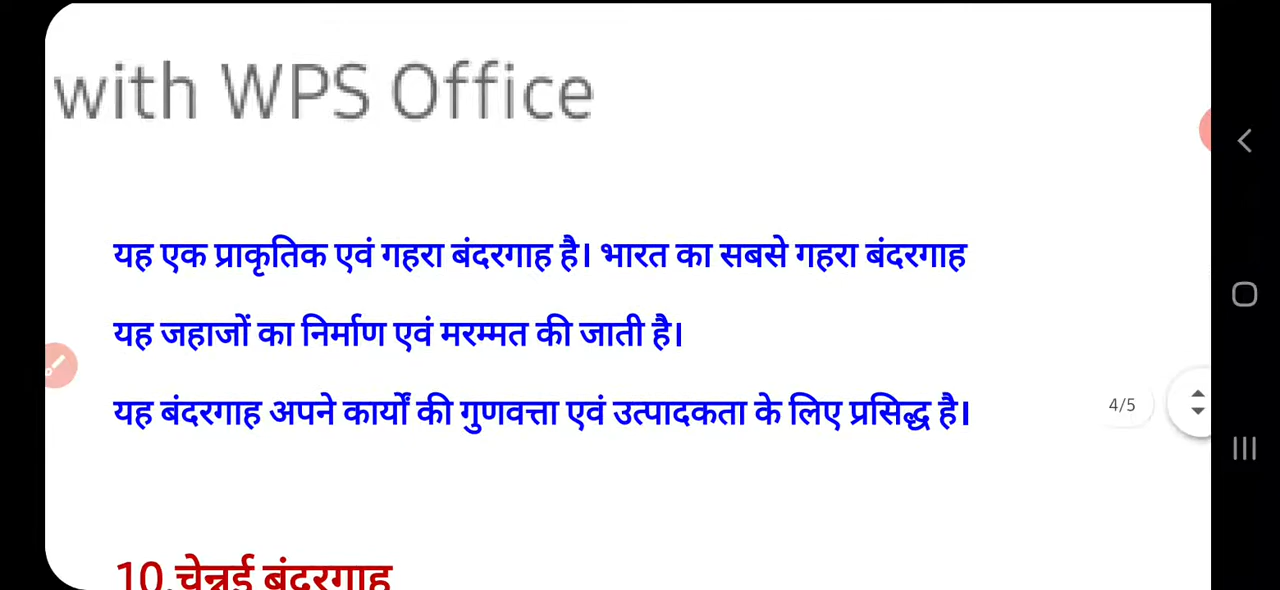 with WPS Office
यह एक प्राकृतिक एवं गहरा बंदरगाह है। भारत का सबसे गहरा बंदरगाह
यह जहाजों का निर्माण एवं मरम्मत की जाती है।
यह बंदरगाह अपने कार्यों की गुणवत्ता एवं उत्पादकता के लिए प्रसिद्ध है।
4/5
10.चेन्नई बंदरगाह